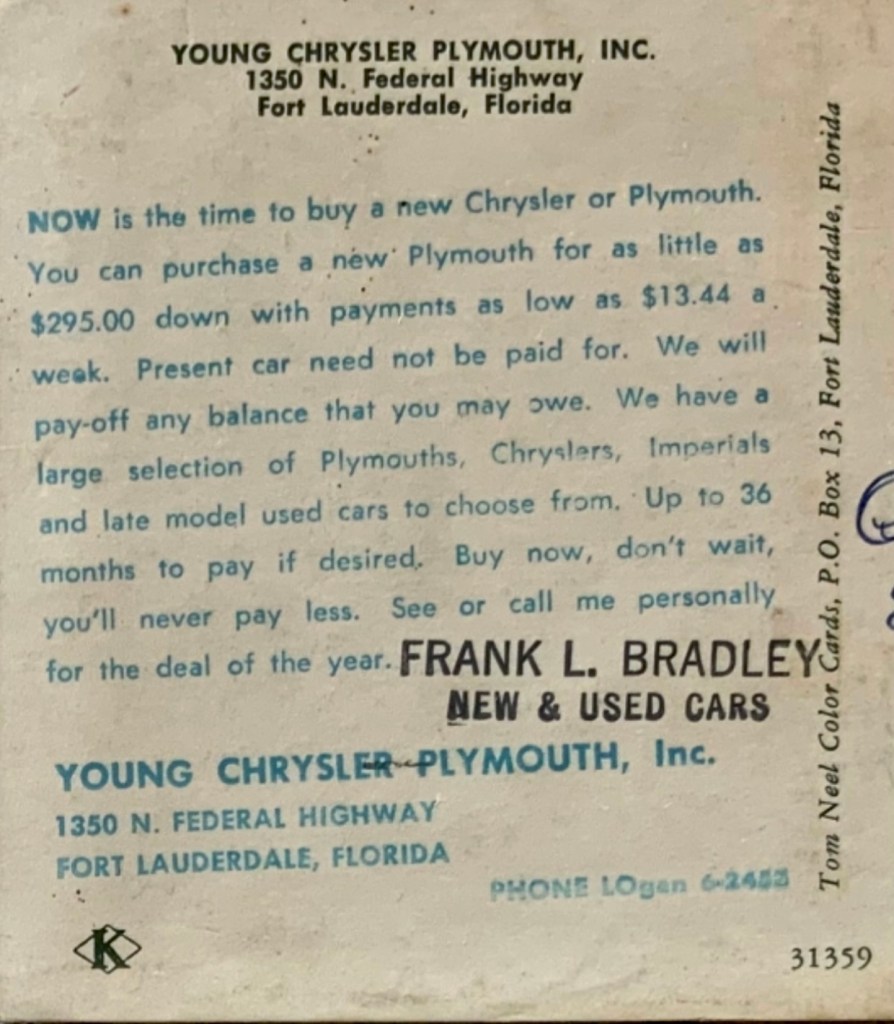 YOUNG CHRYSLER PLYMOUTH, INC.
1350 N. Federal Highway
Fort Lauderdale, Florida
NOW is the time to buy a new Chrysler or Plymouth.
You can purchase a new Plymouth for as little as
$295.00 down with payments as low as $13.44 a
week. Present car need not be paid for. We will
pay-off any balance that you may owe. We have a
large selection of Plymouths, Chryslers, Imperials
and late model used cars to choose from. Up to 36
months to pay if desired. Buy now, don't wait,
you'll never pay less. See or call me personally
for the deal of the year. FRANK L. BRADLEY
NEW & USED CARS
YOUNG CHRYSLER-PLYMOUTH, Inc.
1350 N. FEDERAL HIGHWAY
FORT LAUDERDALE, FLORIDA
PHONE LOgan
K
31359
Tom Neel Color Cards, P.O. Box 13, Fort Lauderdale, Florida